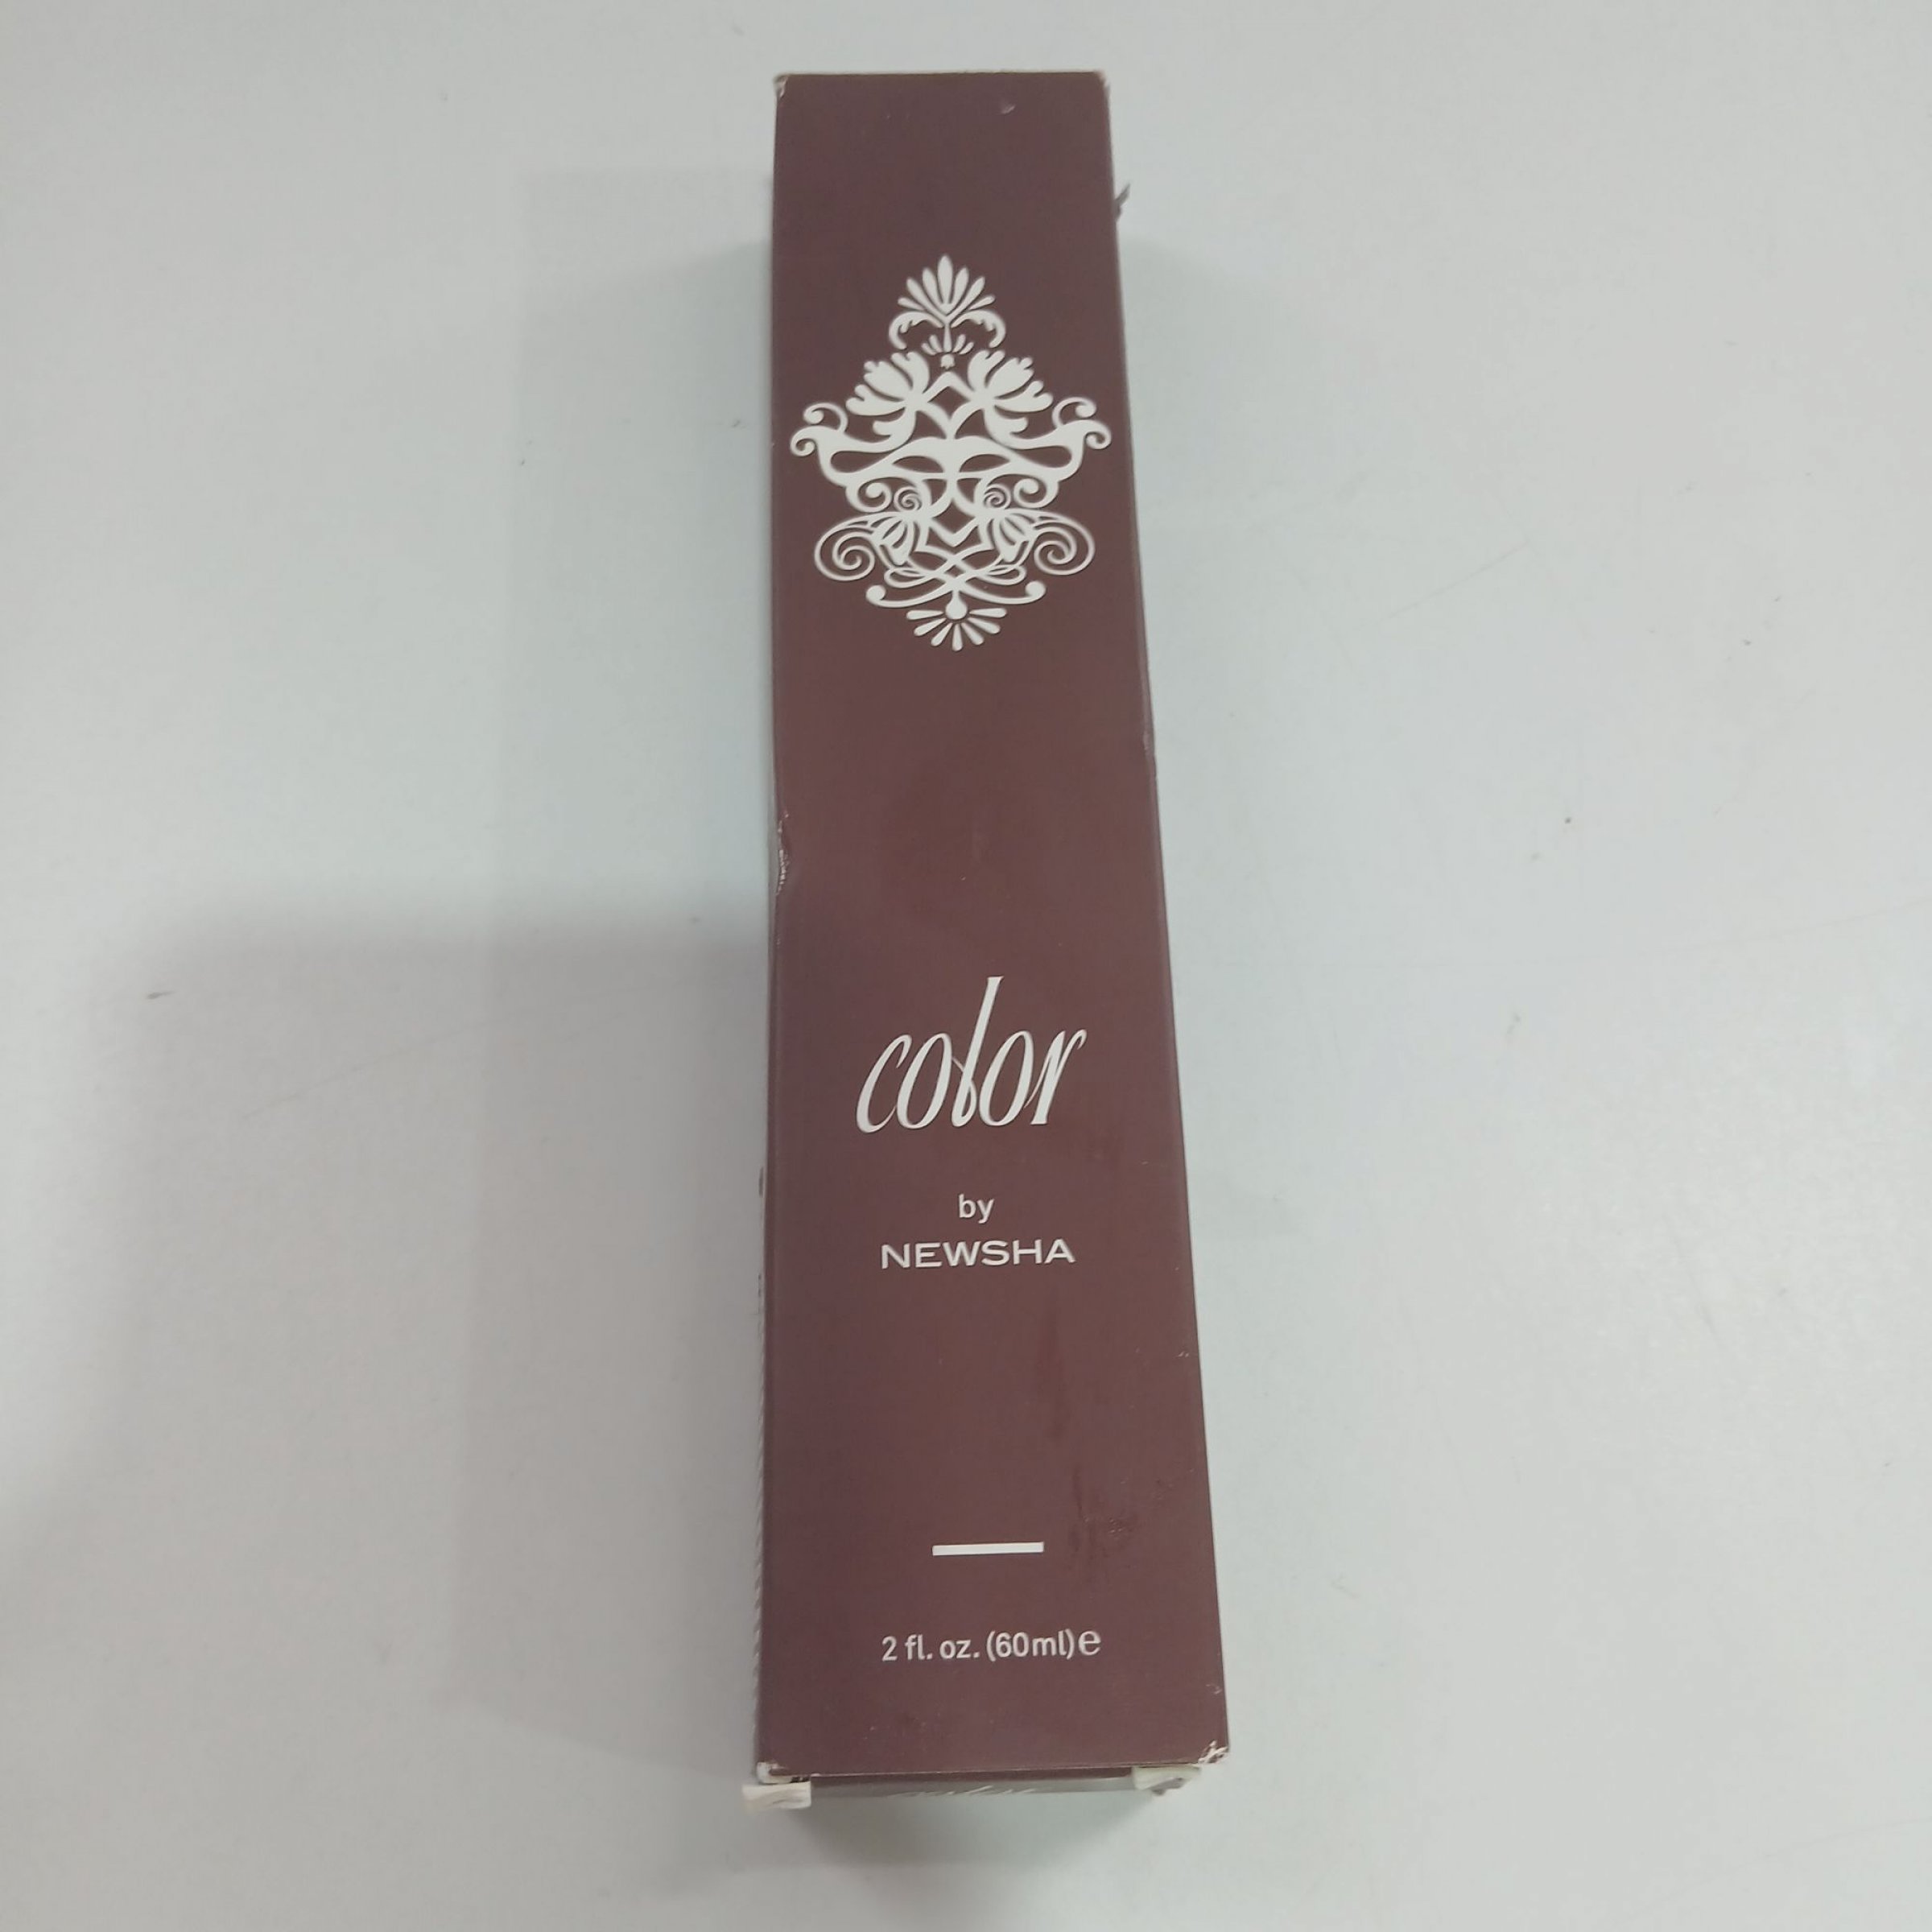 color
by
NEWSHA
2 fl. oz. (60ml) ℮